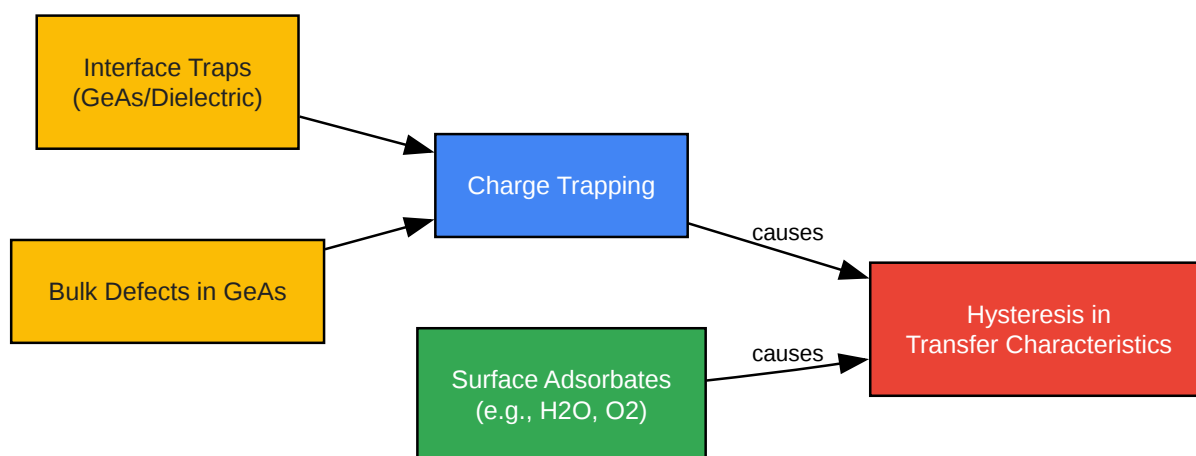 Interface Traps
(GeAs/Dielectric)
Charge Trapping
causes
Bulk Defects in GeAs
Hysteresis in
Transfer Characteristics
causes
Surface Adsorbates
(e.g., H2O, O2)